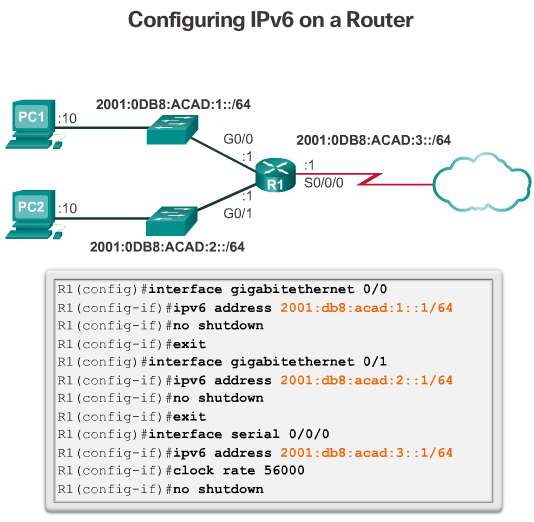 Configuring IPv6 on a Router
2001:0DB8:ACAD:1::/64
PC1
:10
G0/0
:1
2001:0DB8:ACAD:3::/64
:1
R1
S0/0/0
PC2
:10
:1
G0/1
2001:0DB8:ACAD:2::/64
R1(config)#interface gigabitethernet 0/0
R1(config-if)#ipv6 address 2001:db8:acad:1::1/64
R1(config-if)#no shutdown
R1(config-if)#exit
R1(config)#interface gigabitethernet 0/1
R1(config-if)#ipv6 address 2001:db8:acad:2::1/64
R1(config-if)#no shutdown
R1(config-if)#exit
R1(config)#interface serial 0/0/0
R1(config-if)#ipv6 address 2001:db8:acad:3::1/64
R1(config-if)#clock rate 56000
R1(config-if)#no shutdown